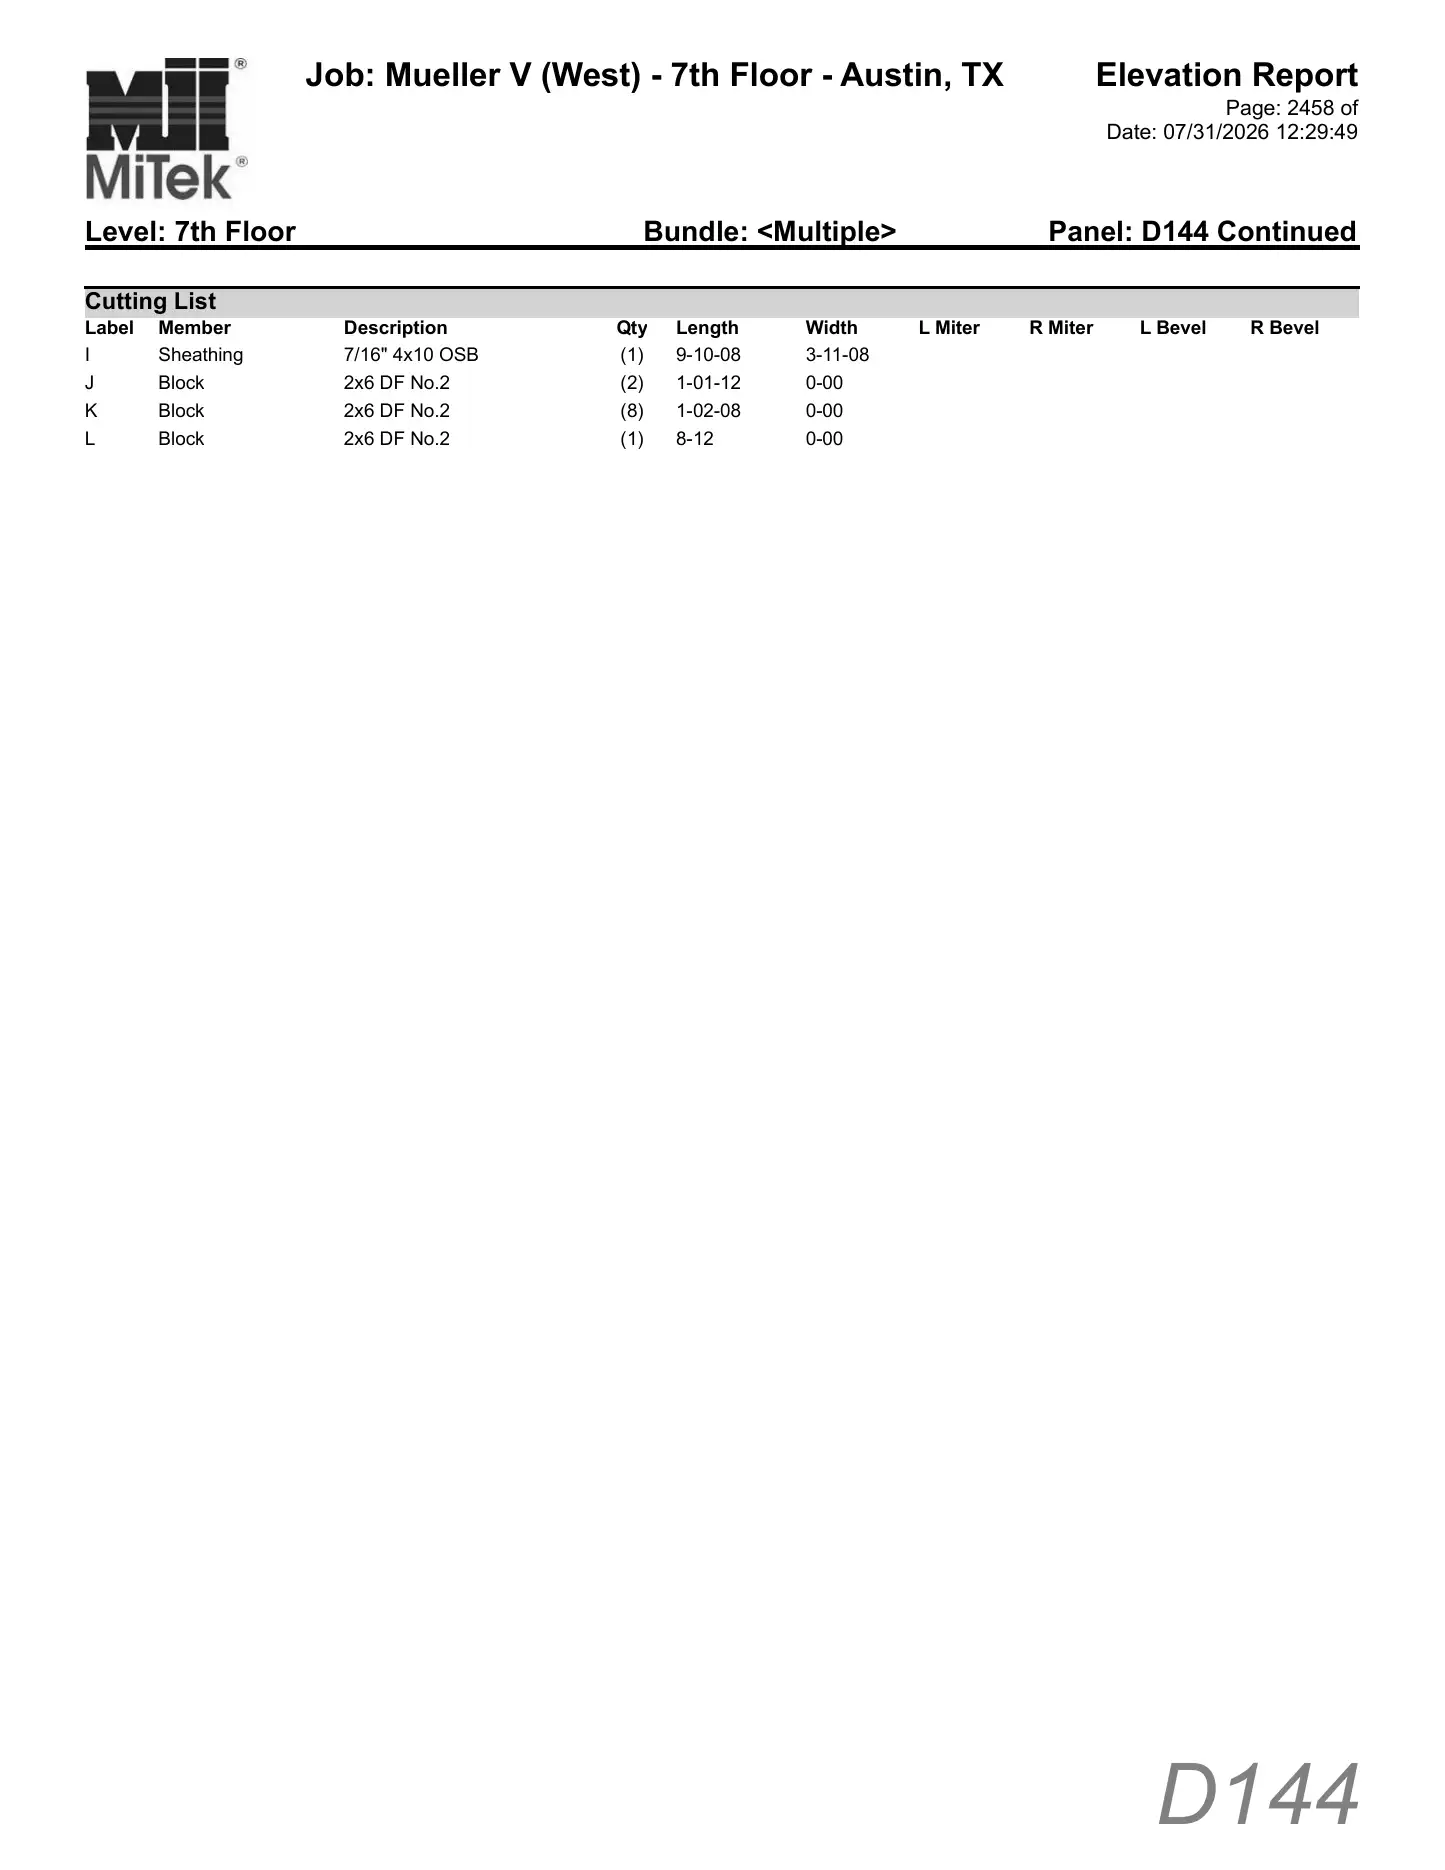 MiTek®
Job: Mueller V (West) - 7th Floor - Austin, TX
Elevation Report
Page: 2458 of
Date: 07/31/2026 12:29:49
Level: 7th Floor Bundle: <Multiple> Panel: D144 Continued
Cutting List
Label Member Description Qty Length Width L Miter R Miter L Bevel R Bevel
I Sheathing 7/16" 4x10 OSB (1) 9-10-08 3-11-08
J Block 2x6 DF No.2 (2) 1-01-12 0-00
K Block 2x6 DF No.2 (8) 1-02-08 0-00
L Block 2x6 DF No.2 (1) 8-12 0-00
D144